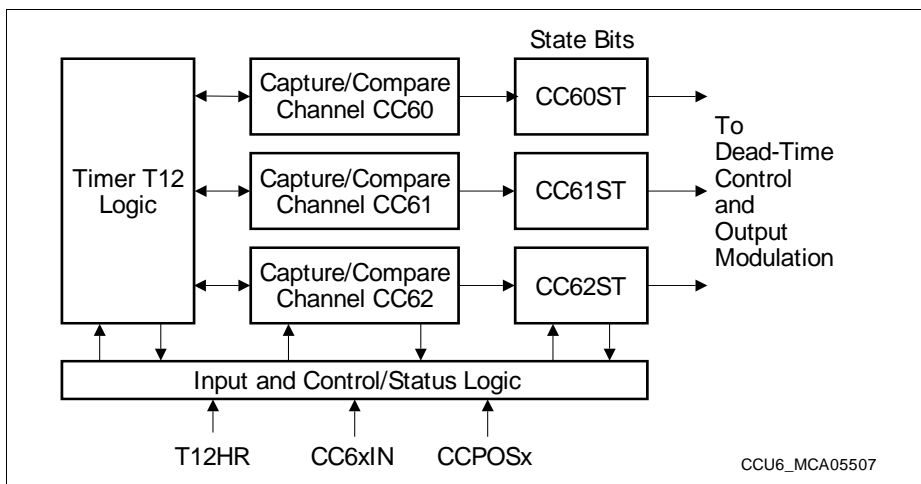 State Bits
Timer T12
Logic
Capture/Compare
Channel CC60
CC60ST
Capture/Compare
Channel CC61
CC61ST
Capture/Compare
Channel CC62
CC62ST
To
Dead-Time
Control
and
Output
Modulation
Input and Control/Status Logic
T12HR
CC6xIN
CCPOSx
CCU6_MCA05507